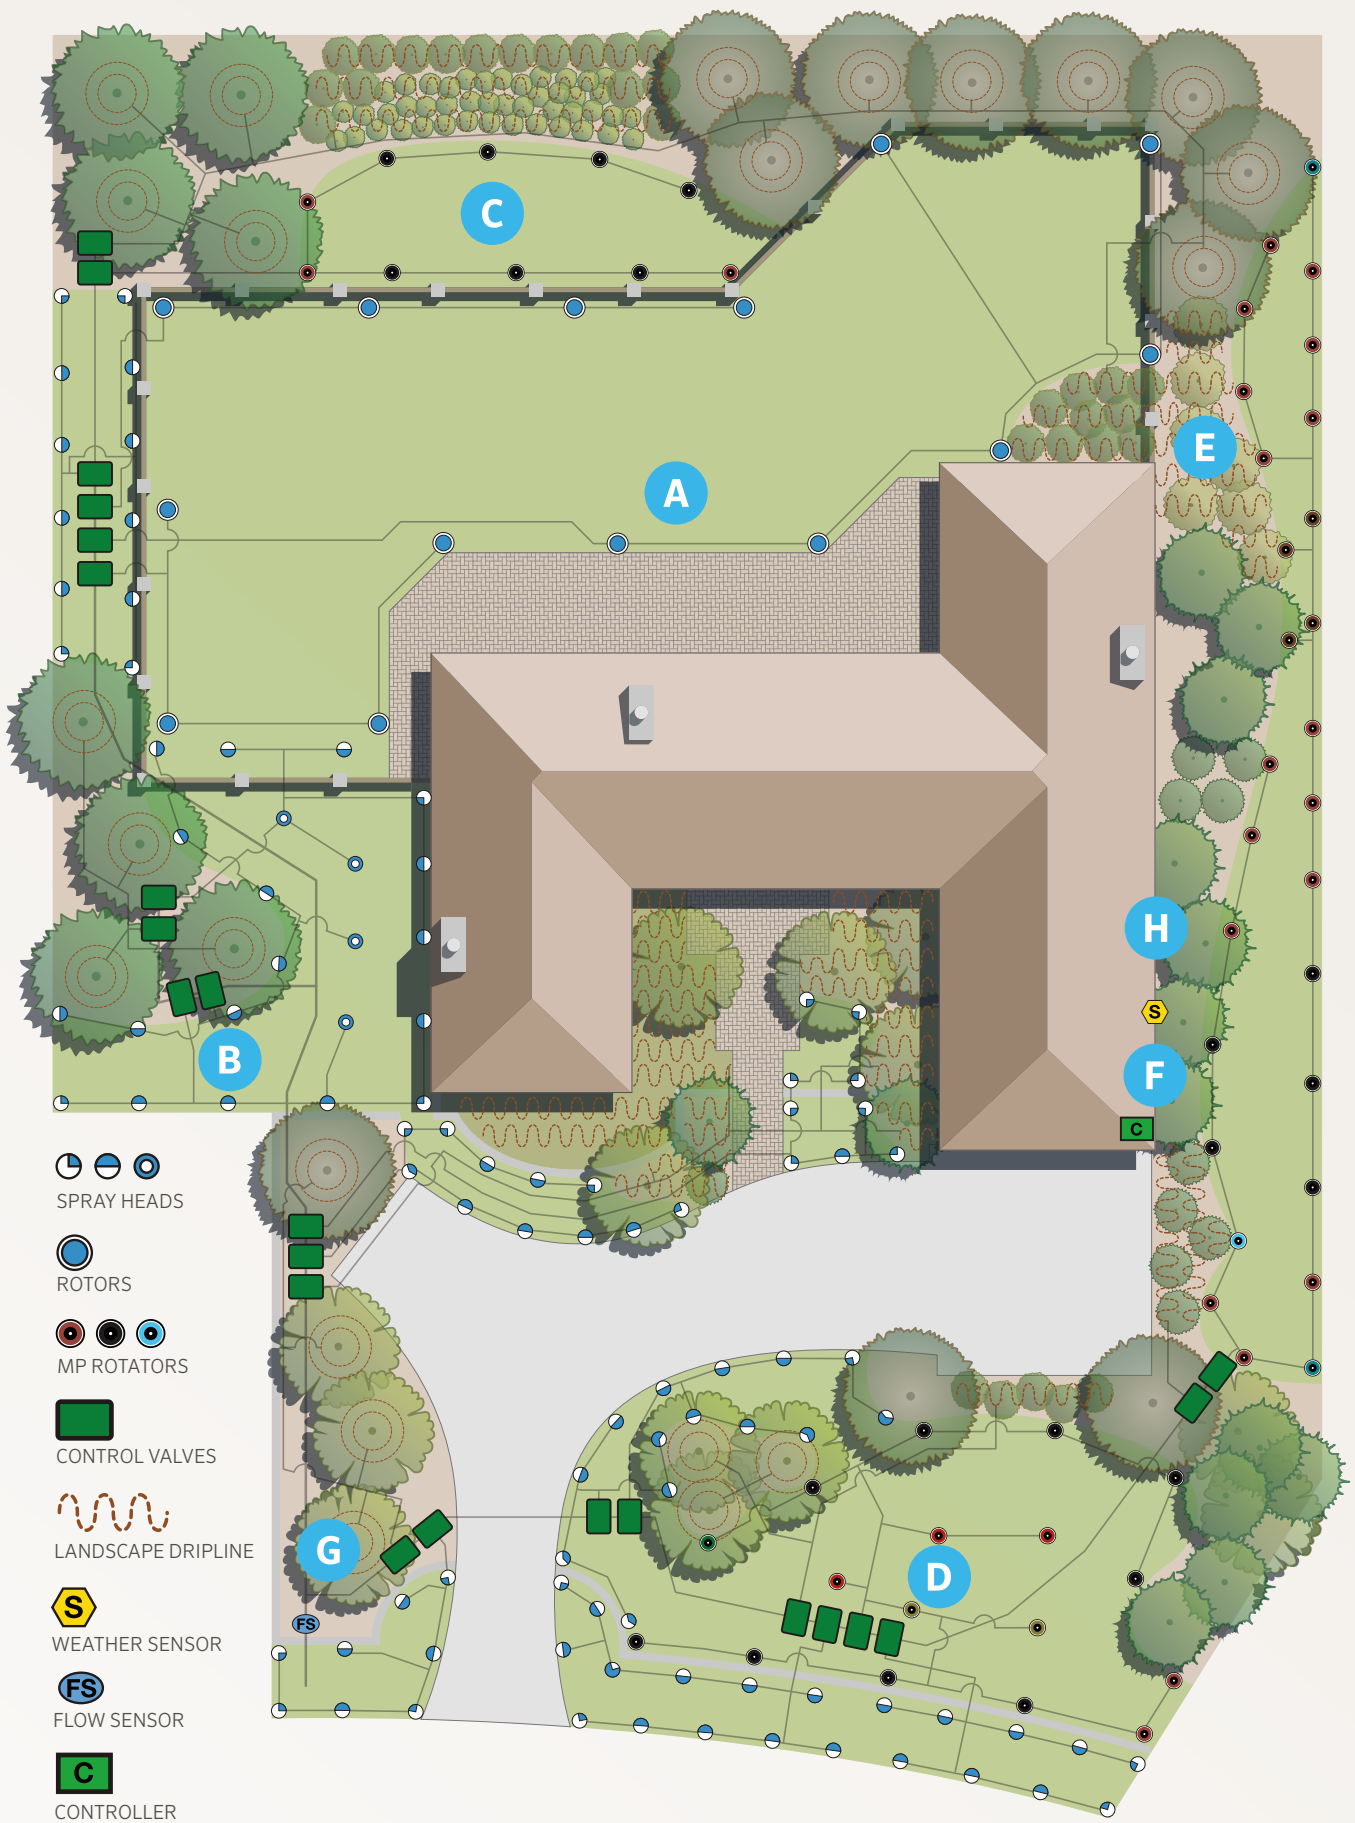 C
A
E
H
S
F
C
B
SPRAY HEADS
ROTORS
MP ROTATORS
CONTROL VALVES
LANDSCAPE DRIPLINE
G
D
FS
S
WEATHER SENSOR
FS
FLOW SENSOR
C
CONTROLLER